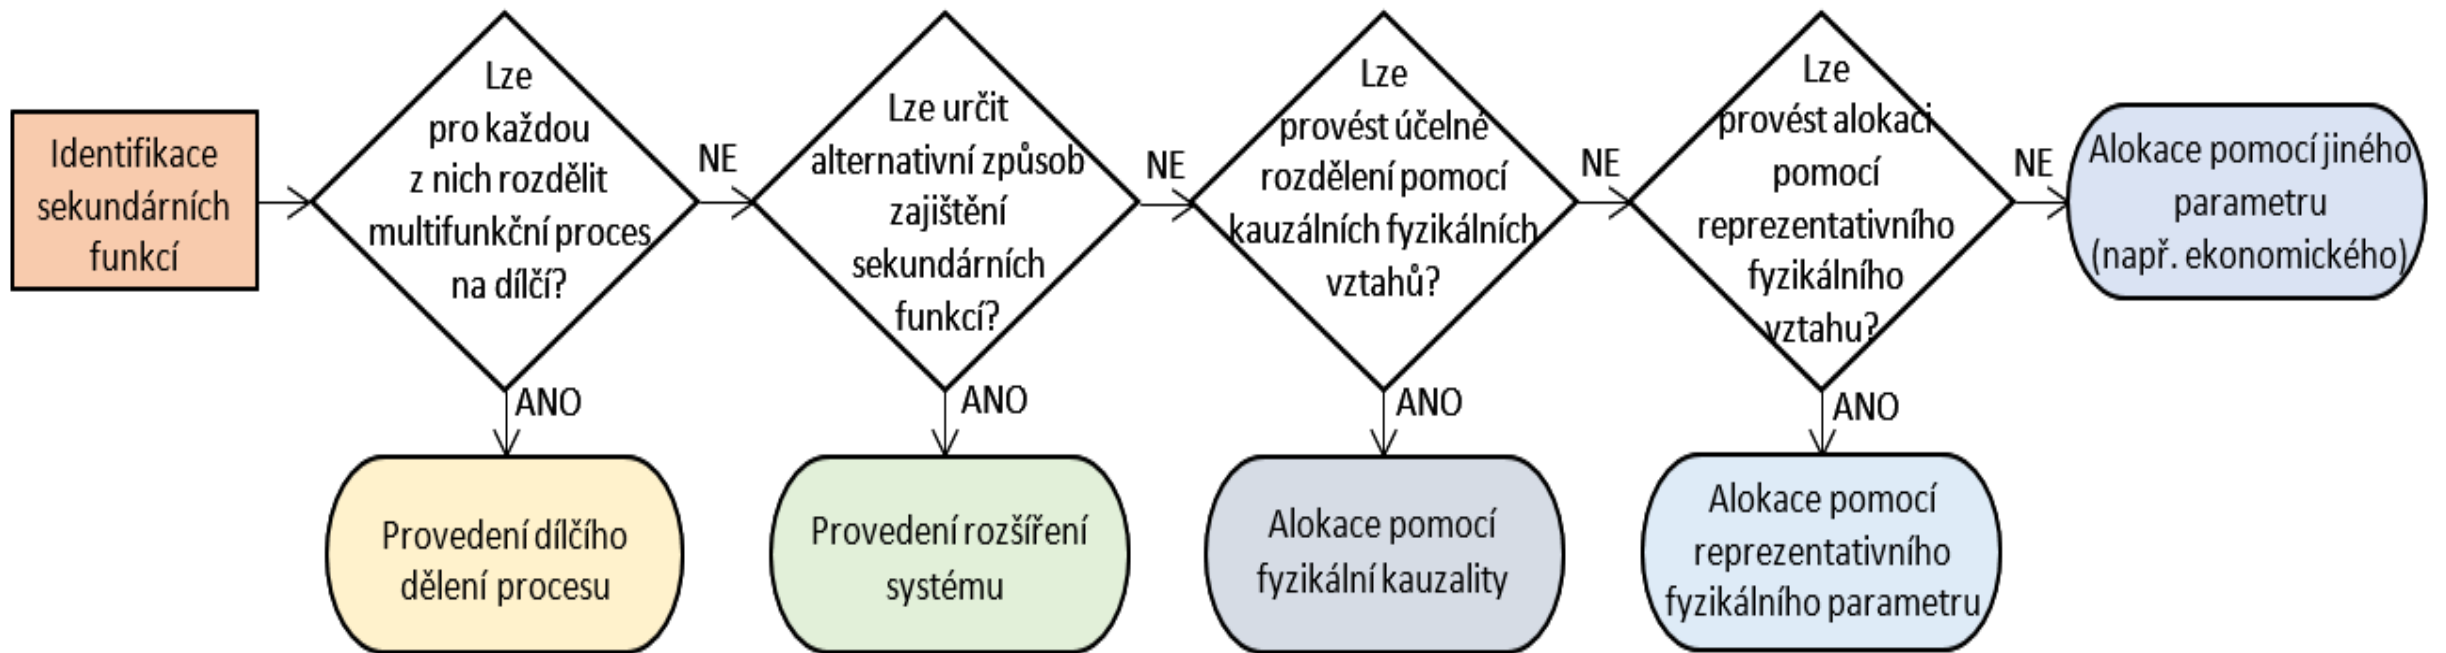 Identifikace
sekundárních
funkcí
Lze
pro každou
z nich rozdělit
multifunkční proces
na dílčí?
NE
ANO
Provedení dílčího
dělení procesu
Lze určit
alternativní způsob
zajištění
sekundárních
funkcí?
NE
ANO
Provedení rozšíření
systému
Lze
provést účelné
rozdělení pomocí
kauzálních fyzikálních
vztahů?
NE
ANO
Alokace pomocí
fyzikální kauzality
Lze
provést alokaci
pomocí
reprezentativního
fyzikálního
vztahu?
NE
ANO
Alokace pomocí
reprezentativního
fyzikálního parametru
Alokace pomocí jiného
parametru
(např. ekonomického)